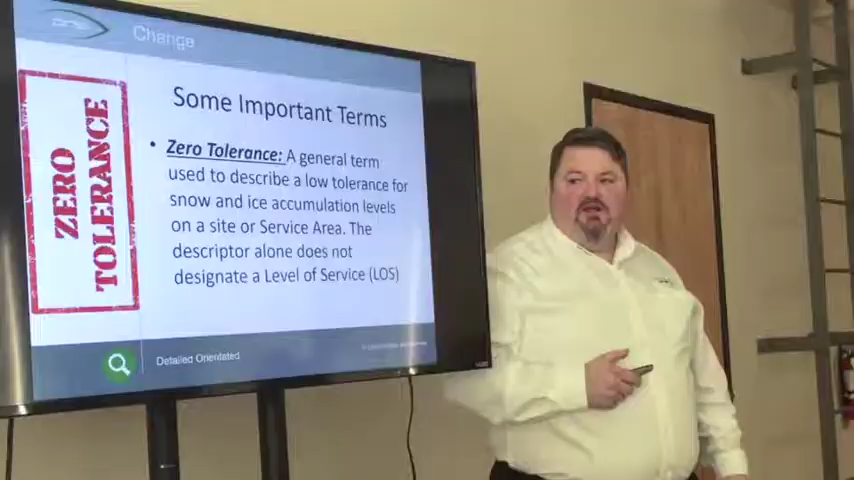 Change
Some Important Terms
ZERO
TOLERANCE
• Zero Tolerance: A general term
used to describe a low tolerance for
snow and ice accumulation levels
on a site or Service Area. The
descriptor alone does not
designate a Level of Service (LOS)
Detailed Orientated